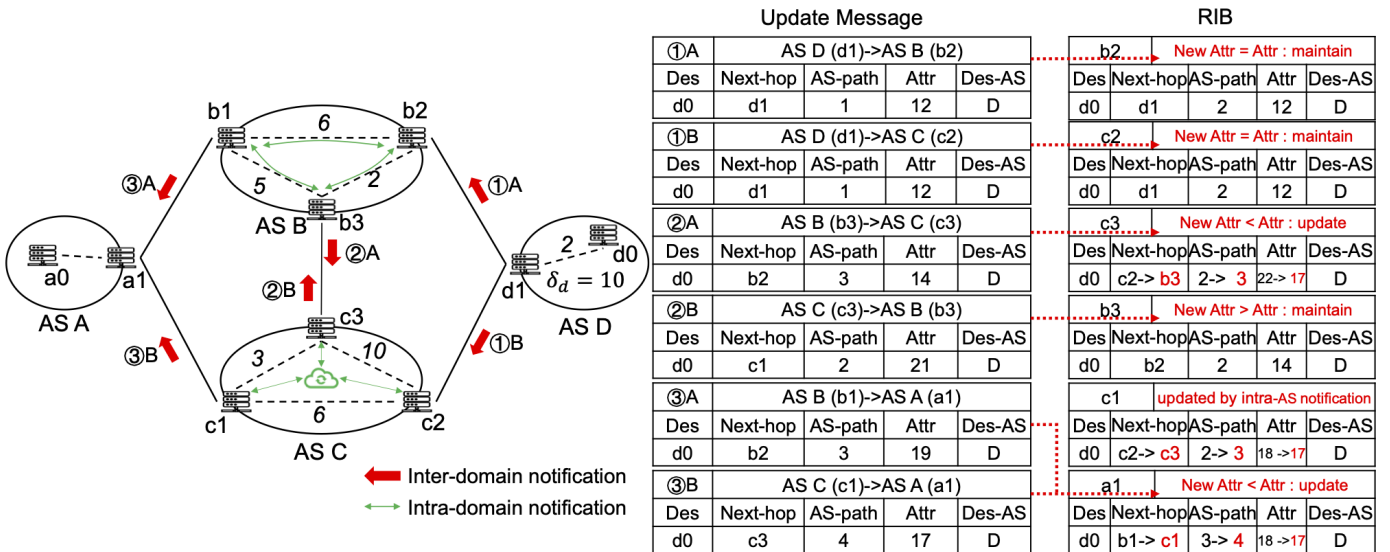 Update Message
RIB
①A AS D (d1)->AS B (b2)
Des Next-hop AS-path Attr Des-AS
d0 d1 1 12 D
①B AS D (d1)->AS C (c2)
Des Next-hop AS-path Attr Des-AS
d0 d1 1 12 D
②A AS B (b3)->AS C (c3)
Des Next-hop AS-path Attr Des-AS
d0 b2 3 14 D
②B AS C (c3)->AS B (b3)
Des Next-hop AS-path Attr Des-AS
d0 c1 2 21 D
③A AS B (b1)->AS A (a1)
Des Next-hop AS-path Attr Des-AS
d0 b2 3 19 D
③B AS C (c1)->AS A (a1)
Des Next-hop AS-path Attr Des-AS
d0 c3 4 17 D
b2 New Attr = Attr : maintain
Des Next-hop AS-path Attr Des-AS
d0 d1 2 12 D
c2 New Attr = Attr : maintain
Des Next-hop AS-path Attr Des-AS
d0 d1 2 12 D
c3 New Attr < Attr : update
Des Next-hop AS-path Attr Des-AS
d0 c2-> b3 2-> 3 22-> 17 D
b3 New Attr > Attr : maintain
Des Next-hop AS-path Attr Des-AS
d0 b2 2 14 D
c1 updated by intra-AS notification
Des Next-hop AS-path Attr Des-AS
d0 c2-> c3 2-> 3 18 ->17 D
a1 New Attr < Attr : update
Des Next-hop AS-path Attr Des-AS
d0 b1-> c1 3-> 4 18 ->17 D
b1
b2
6
5
2
AS B
b3
③A
①A
②A
②B
a0
a1
AS A
2
d0
d1
δd = 10
AS D
③B
①B
c3
3
10
6
c1
c2
AS C
Inter-domain notification
Intra-domain notification